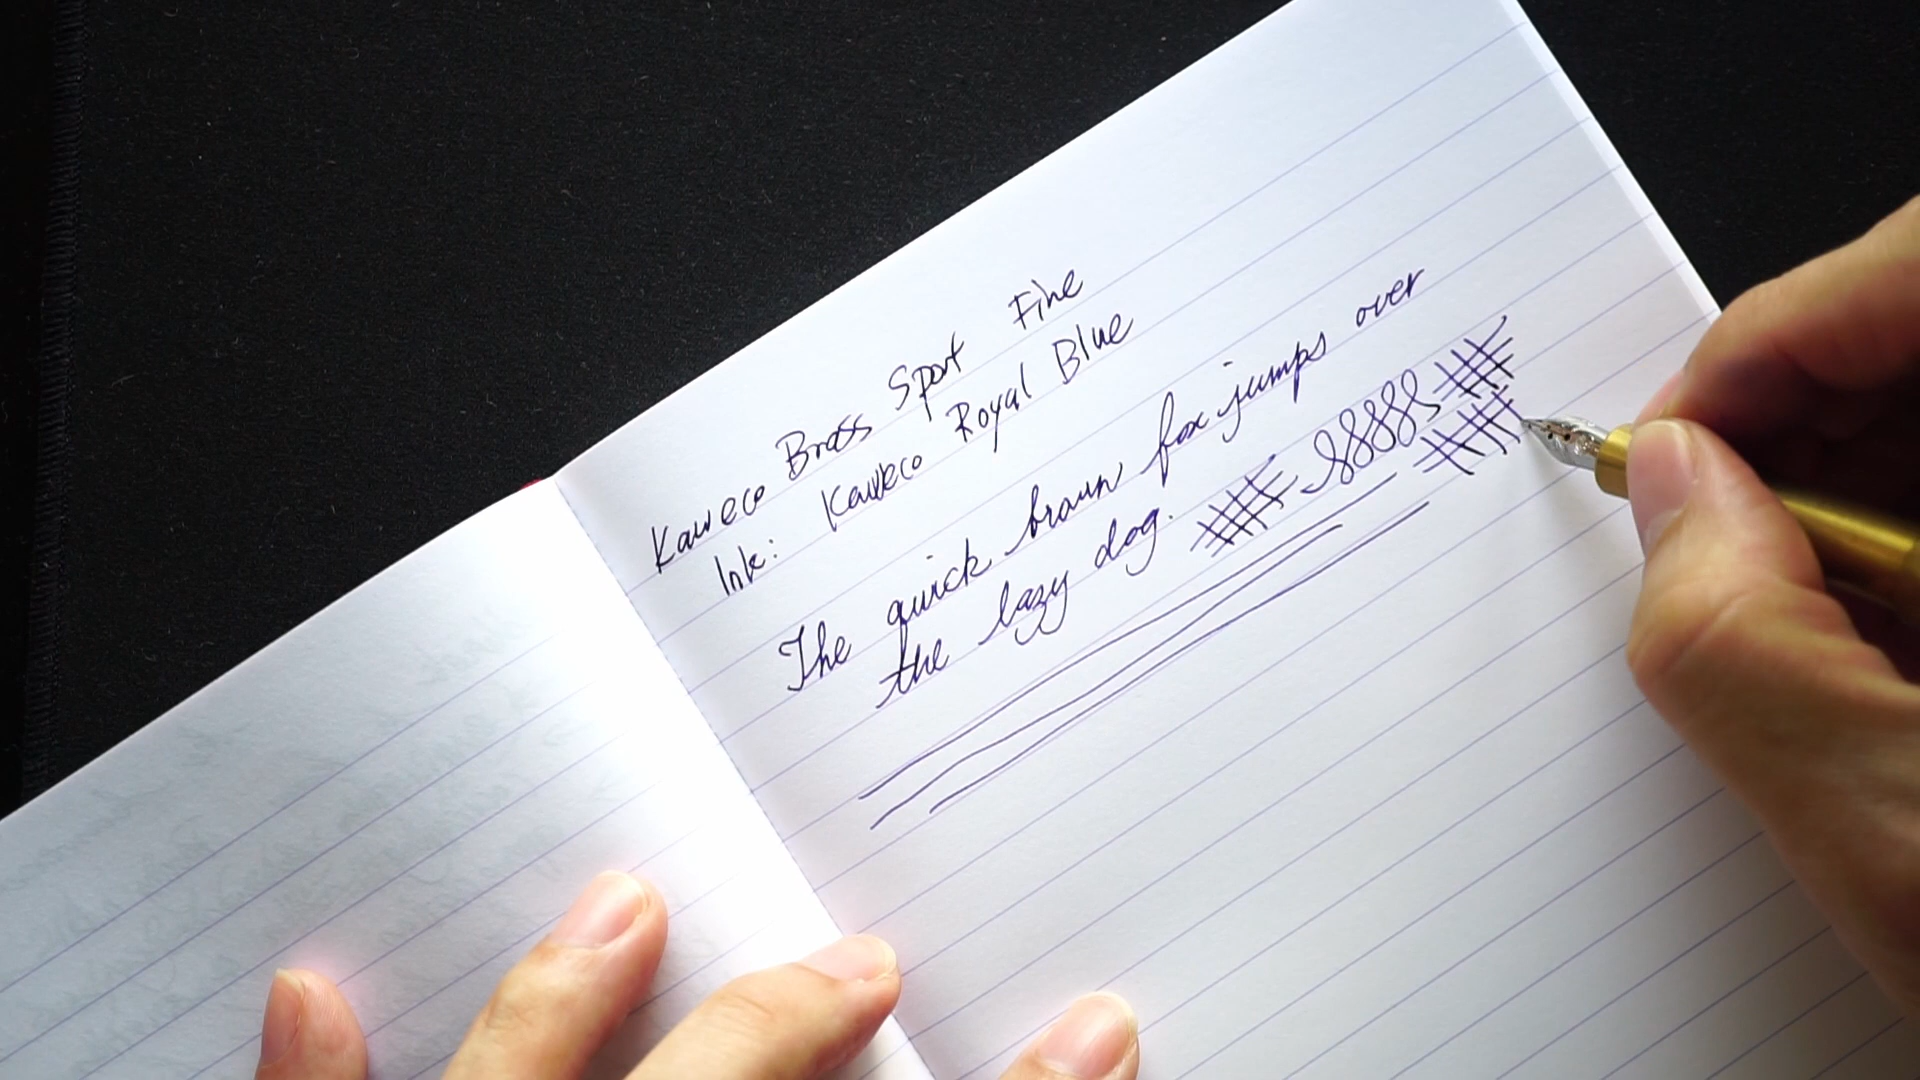 Kaweco Brass Sport Fine
Ink: Kaweco Royal Blue
The quick brown fox jumps over
the lazy dog.